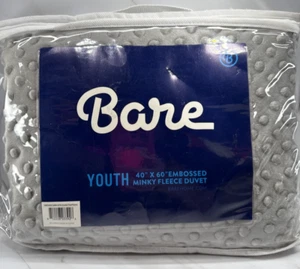 B
Bare
YOUTH
40" X 60" EMBOSSED
MINKY FLEECE DUVET